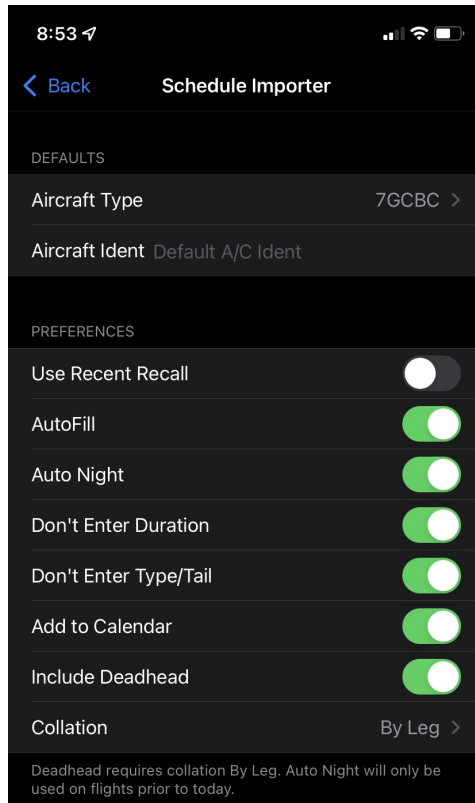 8:53
Back Schedule Importer
DEFAULTS
Aircraft Type 7GCBC
Aircraft Ident Default A/C Ident
PREFERENCES
Use Recent Recall
AutoFill
Auto Night
Don't Enter Duration
Don't Enter Type/Tail
Add to Calendar
Include Deadhead
Collation By Leg
Deadhead requires collation By Leg. Auto Night will only be
used on flights prior to today.